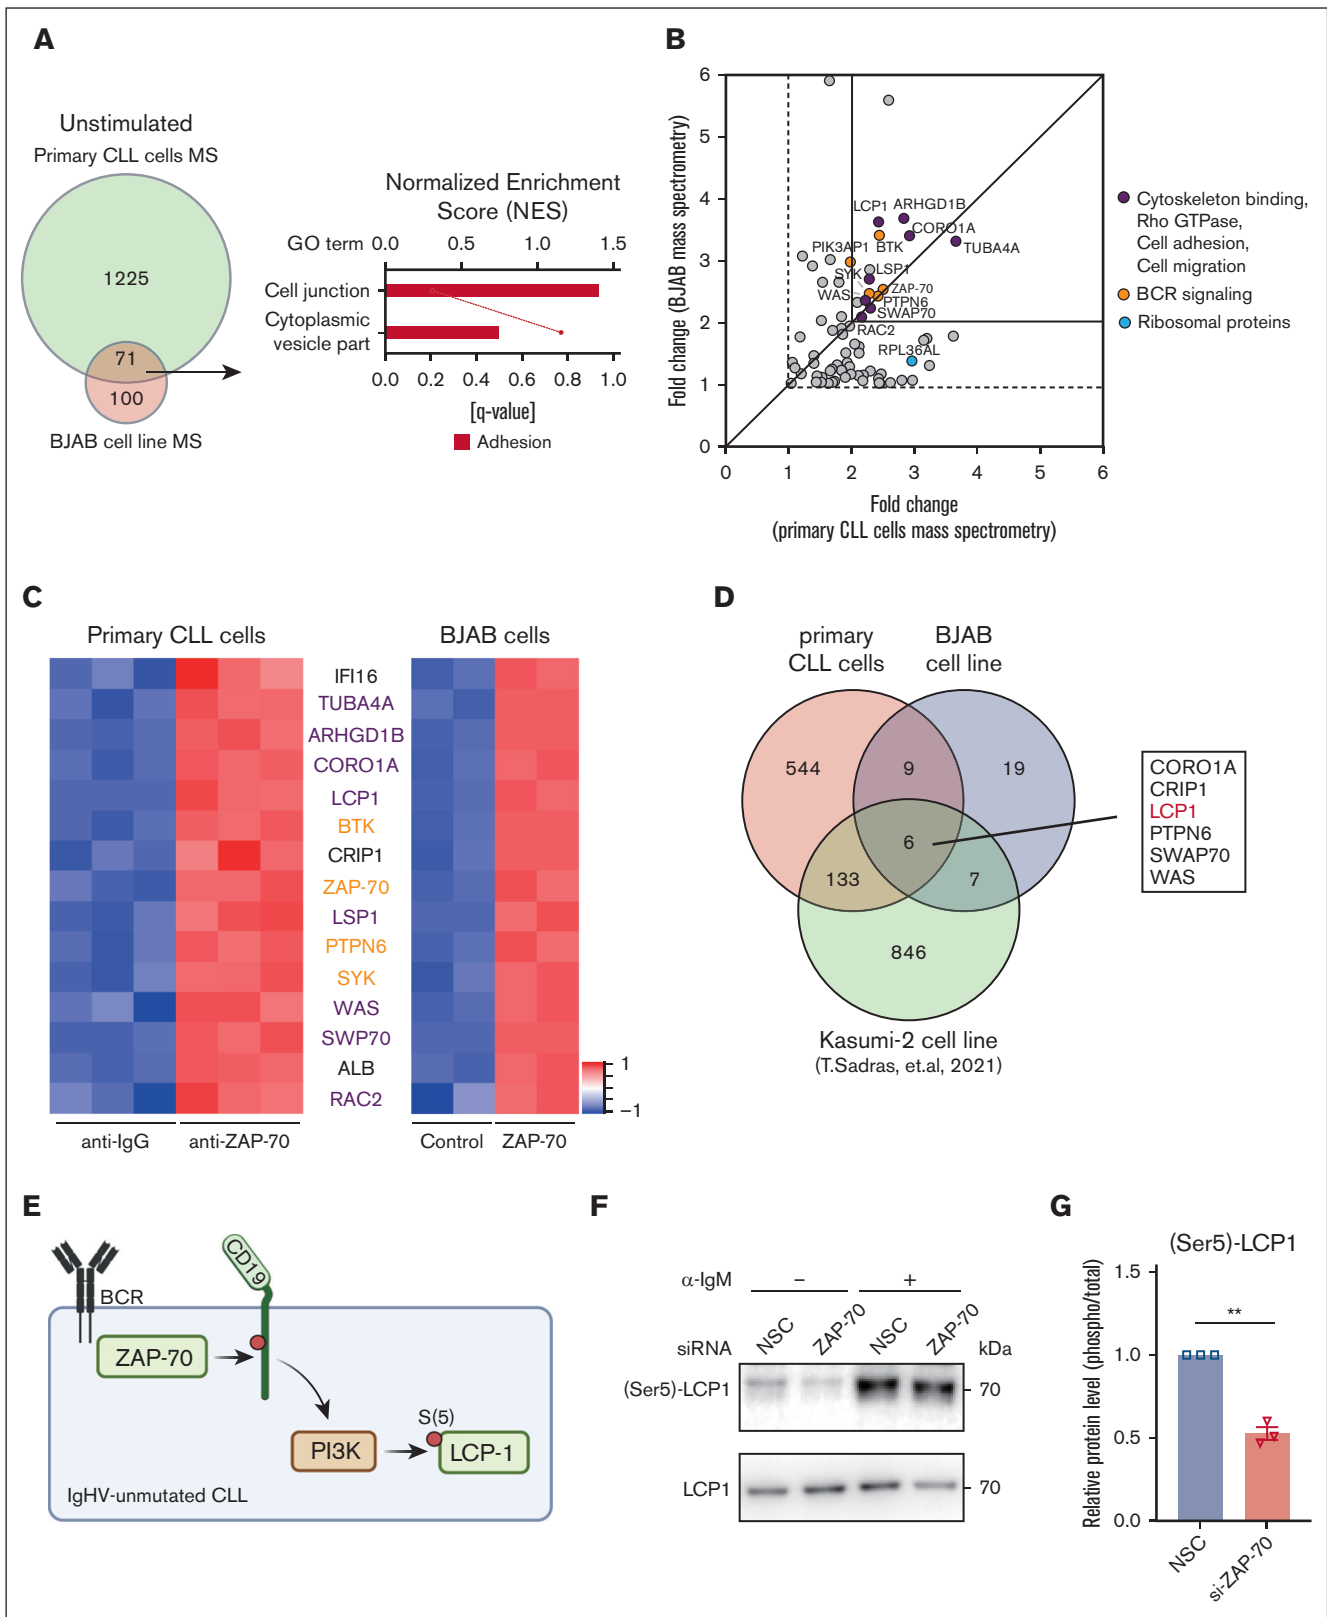 A
Unstimulated
Primary CLL cells MS
1225
71
100
BJAB cell line MS
Normalized Enrichment
Score (NES)
GO term 0.0 0.5 1.0 1.5
Cell junction
Cytoplasmic
vesicle part
0.0 0.2 0.4 0.6 0.8 1.0
[q-value]
Adhesion
B
Fold change (BJAB mass spectrometry)
6
5
4
3
2
1
0
LCP1 ARHGD1B
CORO1A
PIK3AP1 BTK
TUBA4A
SYK LSP1
WAS ZAP-70
PTPN6
SWAP70
RAC2
RPL36AL
0 1 2 3 4 5 6
Fold change
(primary CLL cells mass spectrometry)
Cytoskeleton binding,
Rho GTPase,
Cell adhesion,
Cell migration
BCR signaling
Ribosomal proteins
C
Primary CLL cells BJAB cells
IFI16
TUBA4A
ARHGD1B
CORO1A
LCP1
BTK
CRIP1
ZAP-70
LSP1
PTPN6
SYK
WAS
SWP70
ALB
RAC2
1
−1
anti-IgG anti-ZAP-70 Control ZAP-70
D
primary
CLL cells
BJAB
cell line
544 9 19
6
133 7
846
Kasumi-2 cell line
(T.Sadras, et.al, 2021)
CORO1A
CRIP1
LCP1
PTPN6
SWAP70
WAS
E
CD19
BCR
ZAP-70
S(5)
PI3K
LCP-1
IgHV-unmutated CLL
F
α-IgM − +
siRNA NSC ZAP-70 NSC ZAP-70 kDa
(Ser5)-LCP1 70
LCP1 70
G
(Ser5)-LCP1
Relative protein level (phospho/total)
1.5
1.0
0.5
0.0
**
NSC
si-ZAP-70